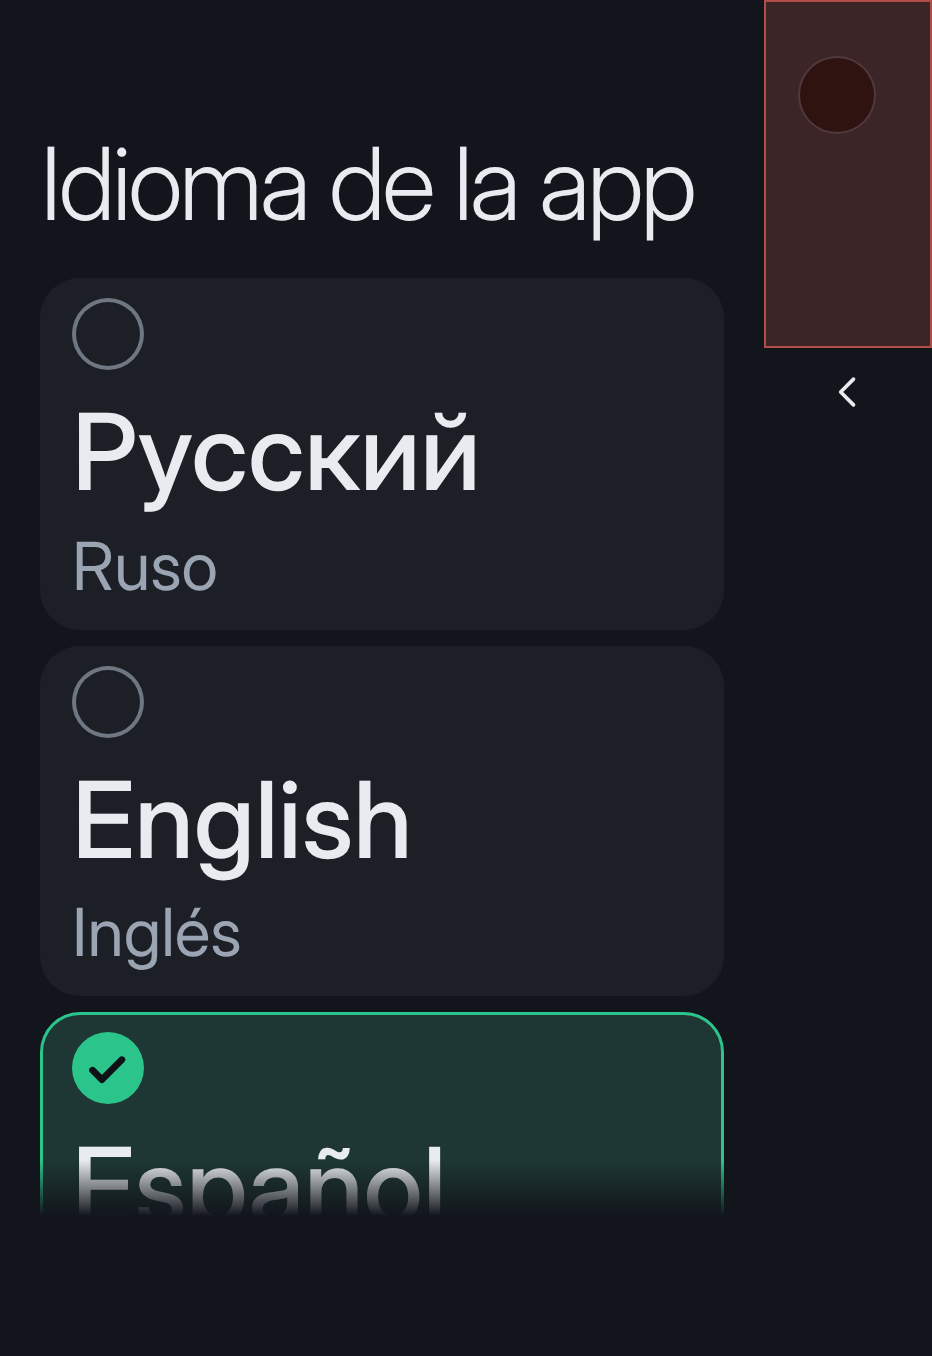 Idioma de la app
Русский
Ruso
English
Inglés
Español